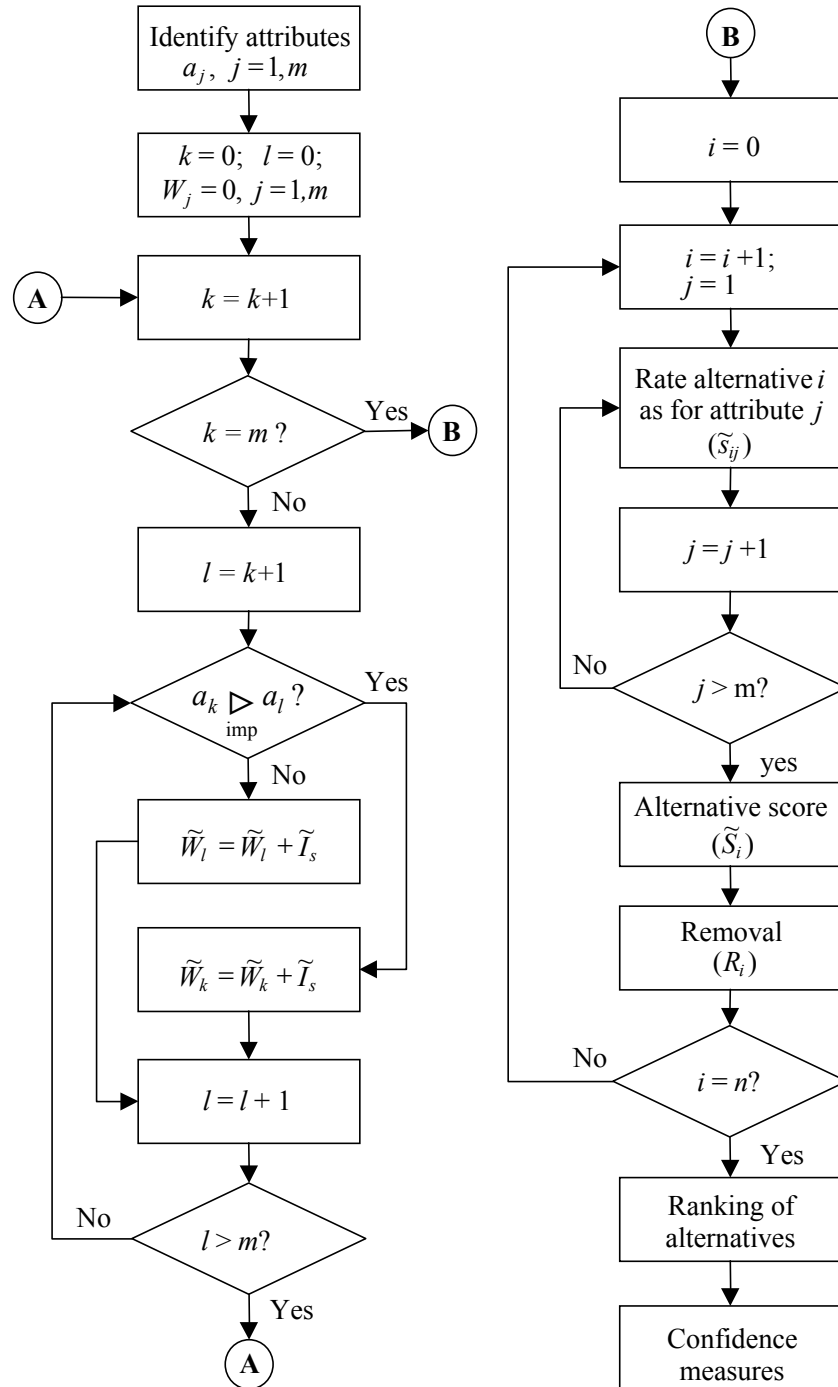 Identify attributes
a_j, j = 1, m
k = 0; l = 0;
W_j = 0, j = 1, m
A
k = k+1
k = m ?
Yes
B
No
l = k+1
a_k ▷ a_l ?
imp
Yes
No
W̃_l = W̃_l + Ĩ_s
W̃_k = W̃_k + Ĩ_s
l = l + 1
No
l > m?
Yes
A
B
i = 0
i = i +1;
j = 1
Rate alternative i
as for attribute j
(s̃_ij)
j = j +1
No
j > m?
yes
Alternative score
(S̃_i)
Removal
(R_i)
No
i = n?
Yes
Ranking of
alternatives
Confidence
measures